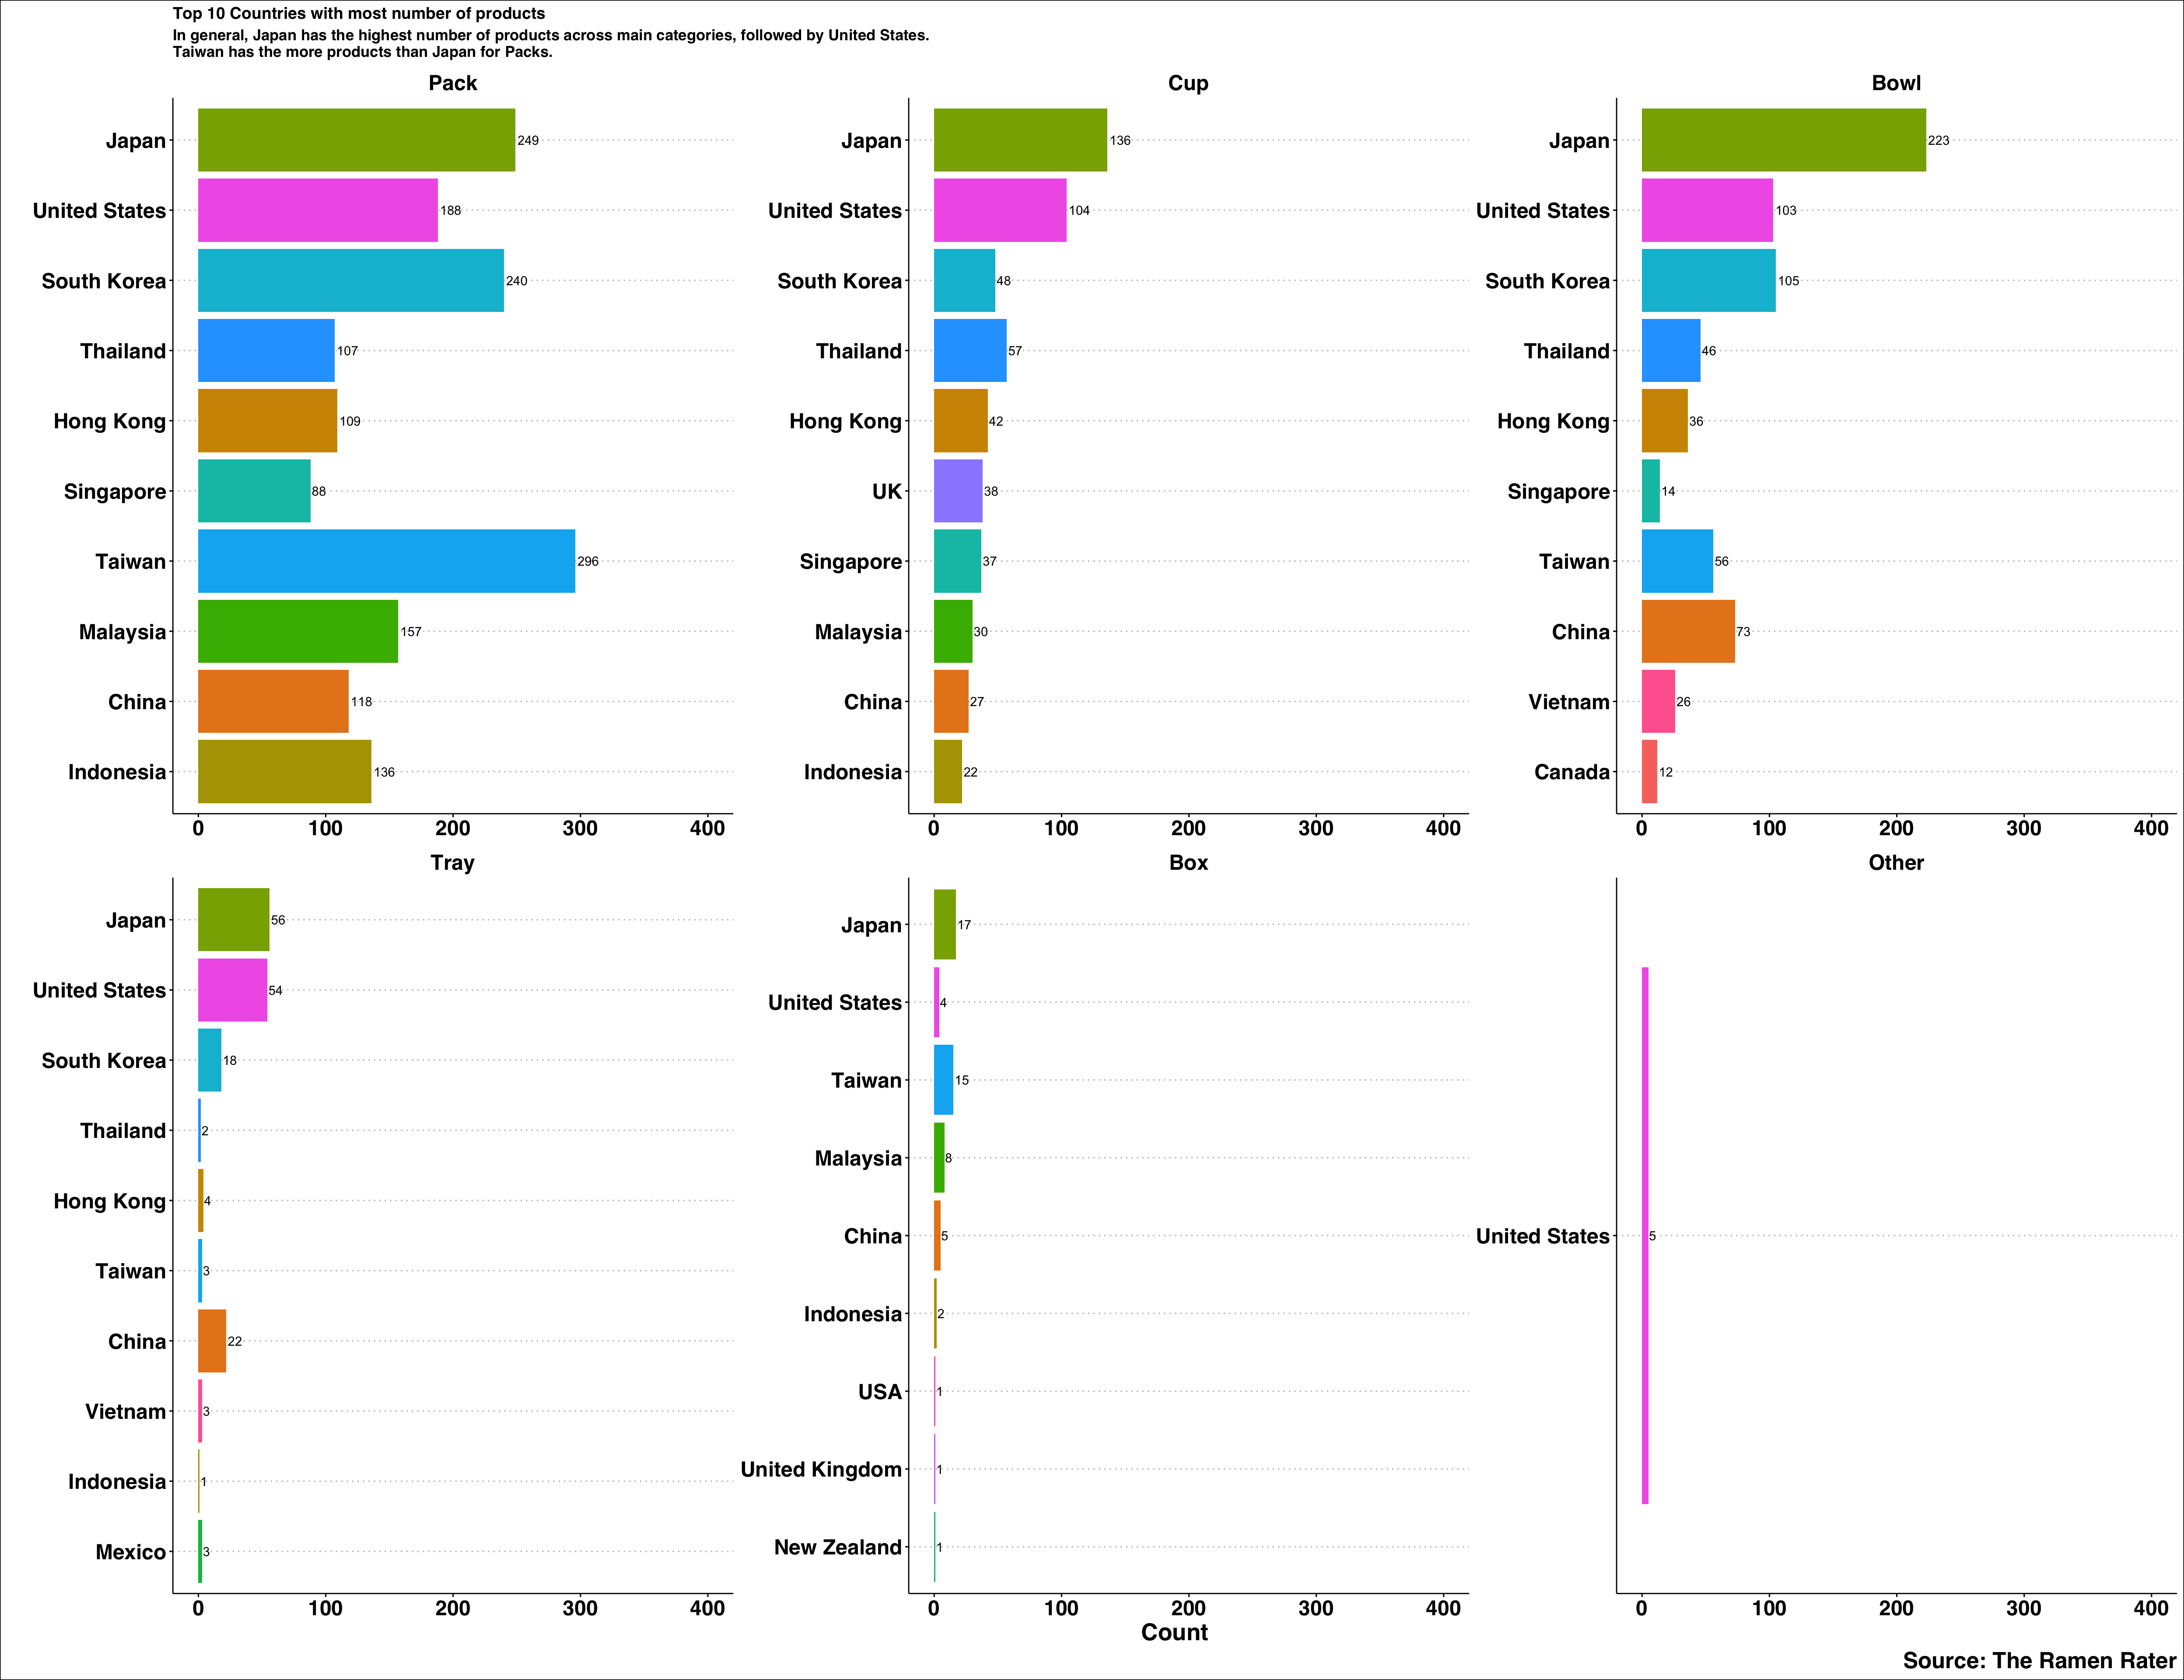 Top 10 Countries with most number of products
In general, Japan has the highest number of products across main categories, followed by United States.
Taiwan has the more products than Japan for Packs.
Pack
Japan 249
United States 188
South Korea 240
Thailand 107
Hong Kong 109
Singapore 88
Taiwan 296
Malaysia 157
China 118
Indonesia 136
0 100 200 300 400
Cup
Japan 136
United States 104
South Korea 48
Thailand 57
Hong Kong 42
UK 38
Singapore 37
Malaysia 30
China 27
Indonesia 22
0 100 200 300 400
Bowl
Japan 223
United States 103
South Korea 105
Thailand 46
Hong Kong 36
Singapore 14
Taiwan 56
China 73
Vietnam 26
Canada 12
0 100 200 300 400
Tray
Japan 56
United States 54
South Korea 18
Thailand 2
Hong Kong 4
Taiwan 3
China 22
Vietnam 3
Indonesia 1
Mexico 3
0 100 200 300 400
Box
Japan 17
United States 4
Taiwan 15
Malaysia 8
China 5
Indonesia 2
USA 1
United Kingdom 1
New Zealand 1
0 100 200 300 400
Other
United States 5
0 100 200 300 400
Count
Source: The Ramen Rater